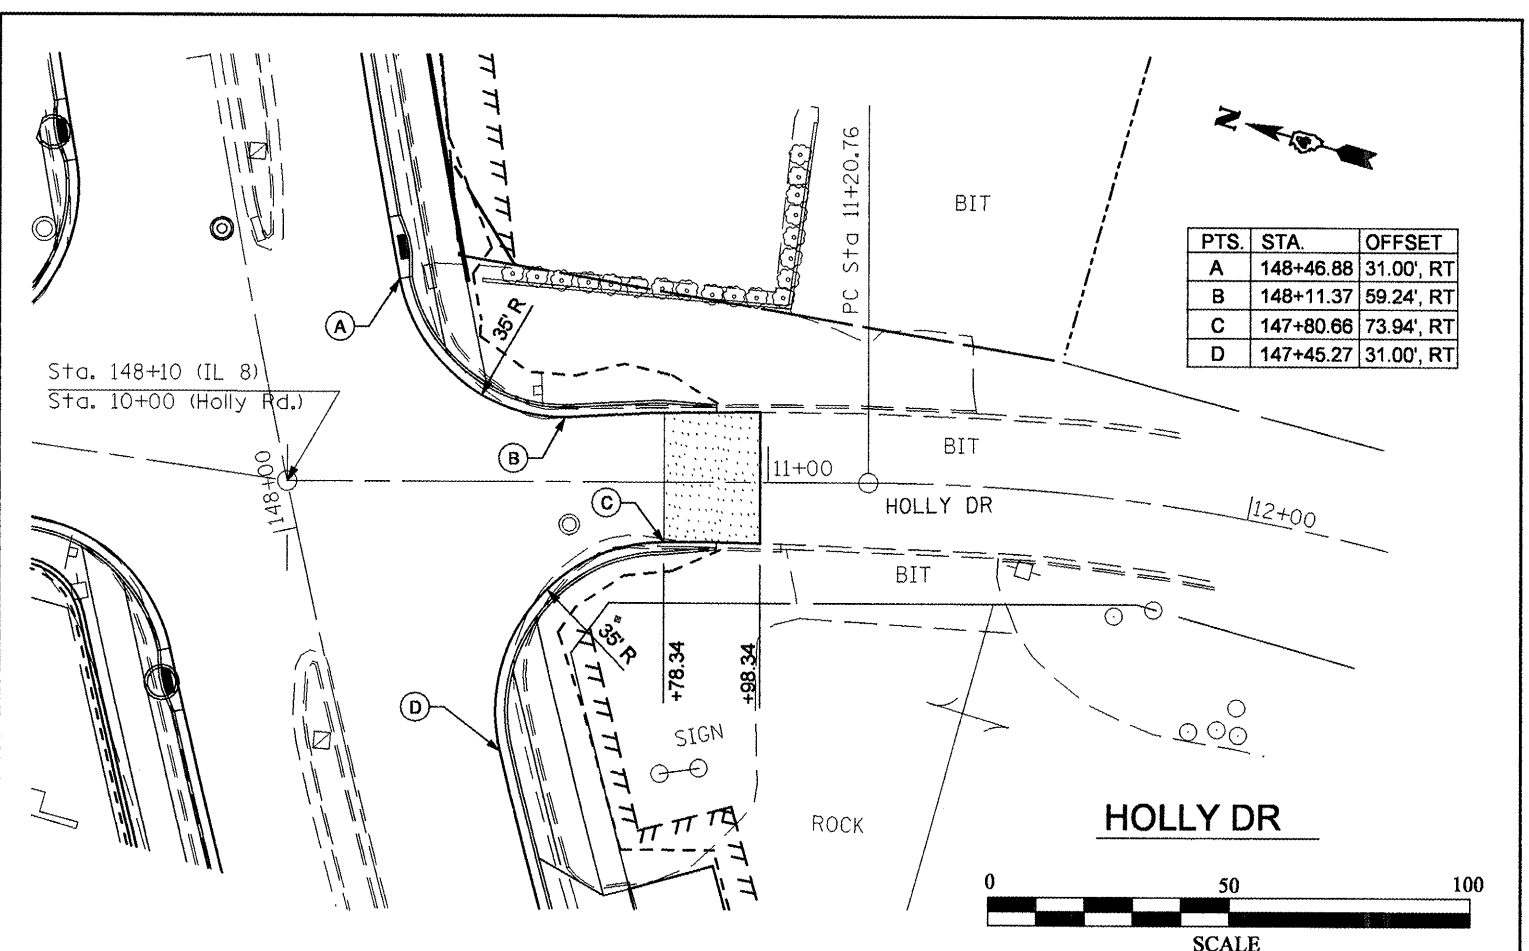 N
PC Sta 11+20.76
BIT
PTS. STA. OFFSET
A 148+46.88 31.00', RT
B 148+11.37 59.24', RT
C 147+80.66 73.94', RT
D 147+45.27 31.00', RT
A
35' R
Sta. 148+10 (IL 8)
Sta. 10+00 (Holly Rd.)
B
BIT
11+00
148+00
C
HOLLY DR
12+00
BIT
35' R
+78.34
+98.34
D
SIGN
ROCK
HOLLY DR
0 50 100
SCALE